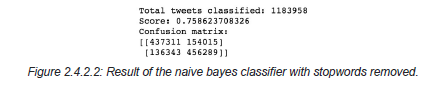 Total tweets classified: 1183958
Score: 0.758623708326
Confusion matrix:
[[437311 154015]
[136343 456289]]
Figure 2.4.2.2: Result of the naive bayes classifier with stopwords removed.